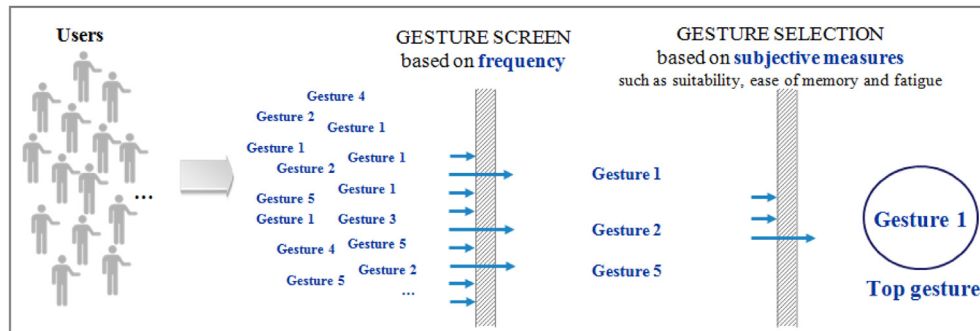 Users
...
Gesture 4
Gesture 2
Gesture 1
Gesture 1
Gesture 1
Gesture 2
Gesture 5
Gesture 1
Gesture 1
Gesture 3
Gesture 4
Gesture 5
Gesture 2
Gesture 5
...
GESTURE SCREEN
based on frequency
GESTURE SELECTION
based on subjective measures
such as suitability, ease of memory and fatigue
Gesture 1
Gesture 2
Gesture 5
Gesture 1
Top gesture